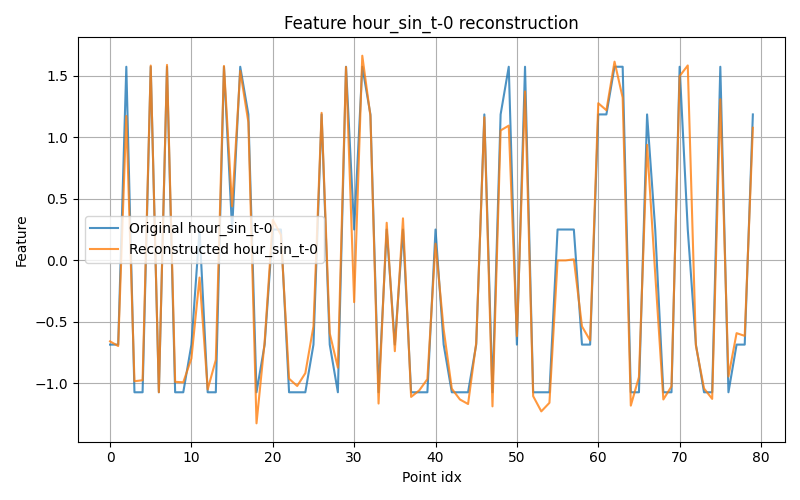 Feature hour_sin_t-0 reconstruction
Feature
1.5
1.0
0.5
0.0
−0.5
−1.0
Original hour_sin_t-0
Reconstructed hour_sin_t-0
0 10 20 30 40 50 60 70 80
Point idx